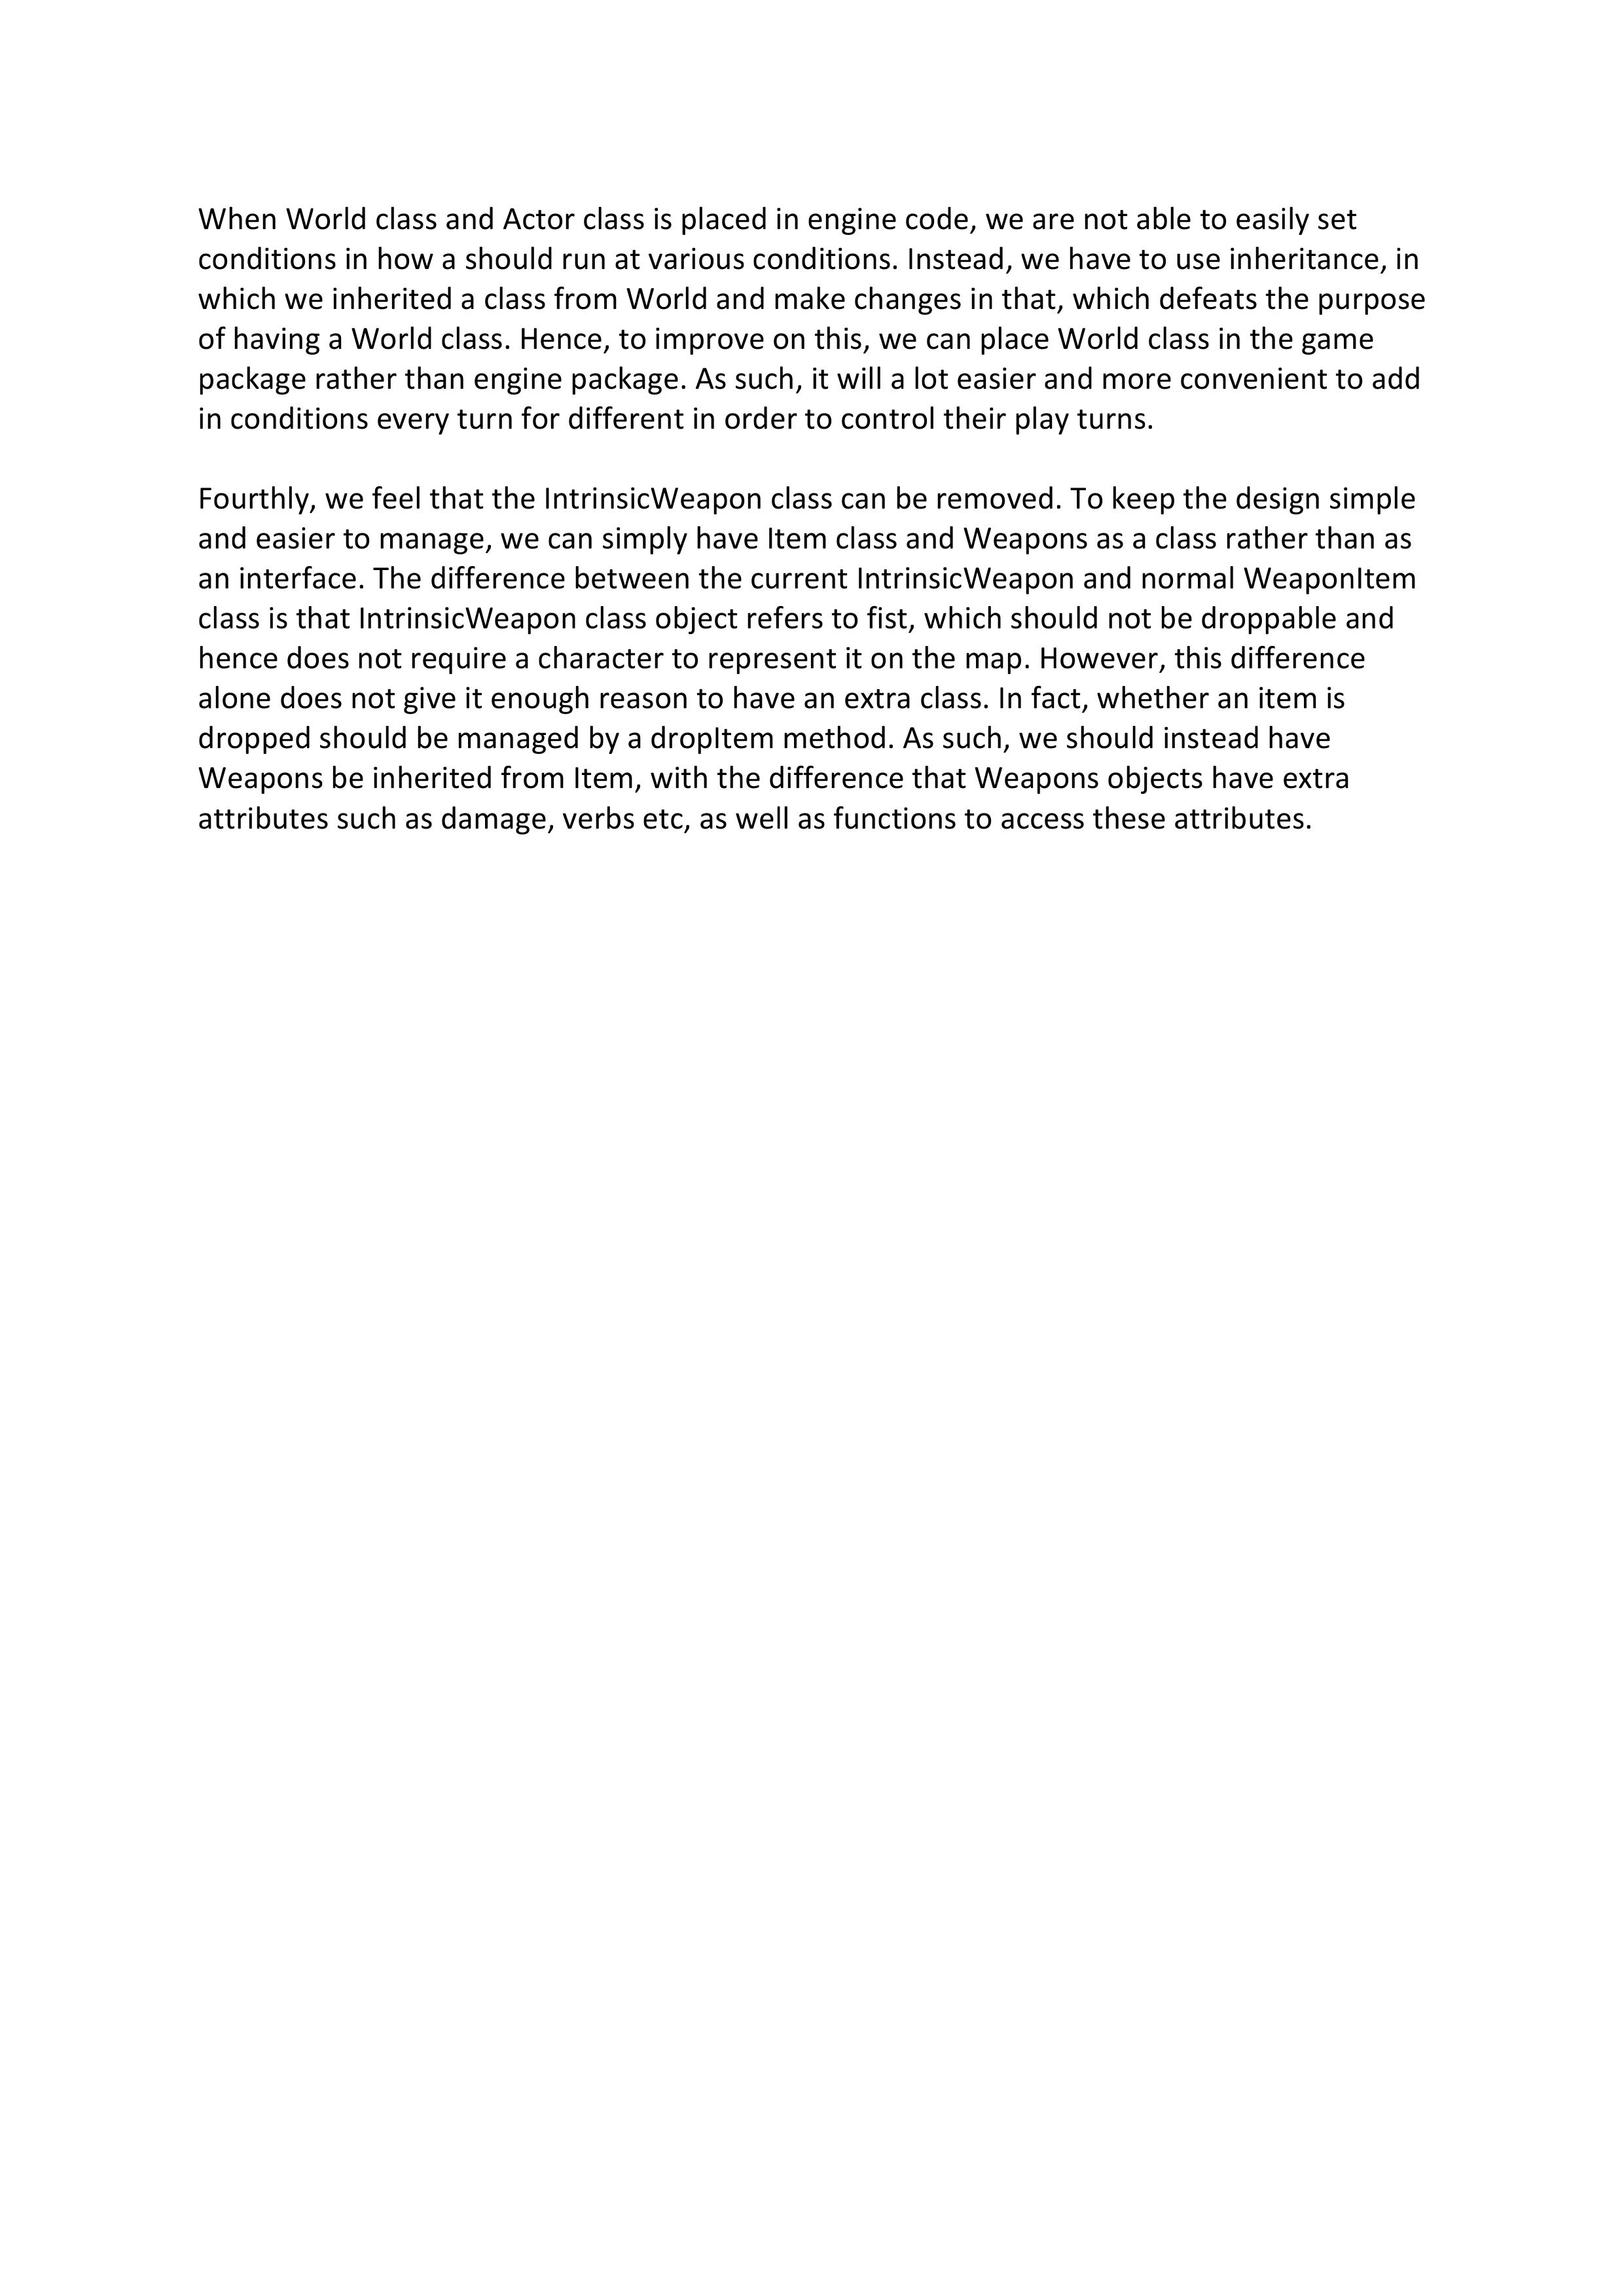 When World class and Actor class is placed in engine code, we are not able to easily set
conditions in how a should run at various conditions. Instead, we have to use inheritance, in
which we inherited a class from World and make changes in that, which defeats the purpose
of having a World class. Hence, to improve on this, we can place World class in the game
package rather than engine package. As such, it will a lot easier and more convenient to add
in conditions every turn for different in order to control their play turns.

Fourthly, we feel that the IntrinsicWeapon class can be removed. To keep the design simple
and easier to manage, we can simply have Item class and Weapons as a class rather than as
an interface. The difference between the current IntrinsicWeapon and normal WeaponItem
class is that IntrinsicWeapon class object refers to fist, which should not be droppable and
hence does not require a character to represent it on the map. However, this difference
alone does not give it enough reason to have an extra class. In fact, whether an item is
dropped should be managed by a dropItem method. As such, we should instead have
Weapons be inherited from Item, with the difference that Weapons objects have extra
attributes such as damage, verbs etc, as well as functions to access these attributes.